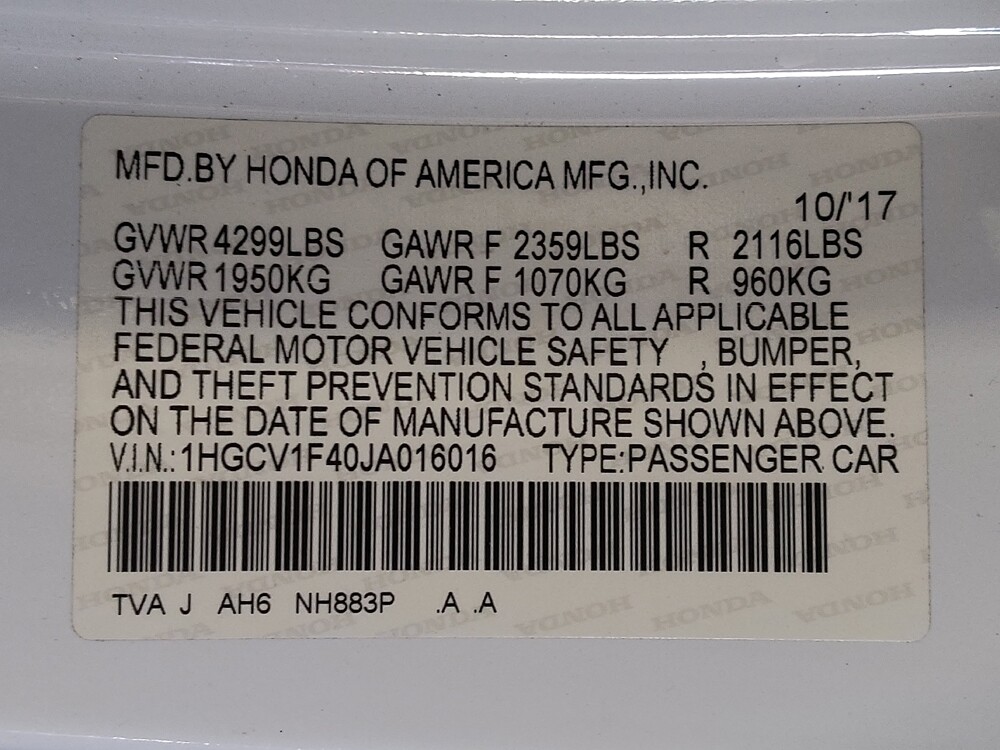 MFD.BY HONDA OF AMERICA MFG.,INC.
10/'17
GVWR 4299LBS GAWR F 2359LBS R 2116LBS
GVWR 1950KG GAWR F 1070KG R 960KG
THIS VEHICLE CONFORMS TO ALL APPLICABLE
FEDERAL MOTOR VEHICLE SAFETY , BUMPER,
AND THEFT PREVENTION STANDARDS IN EFFECT
ON THE DATE OF MANUFACTURE SHOWN ABOVE.
V.I.N.: 1HGCV1F40JA016016 TYPE:PASSENGER CAR
TVA J AH6 NH883P .A .A